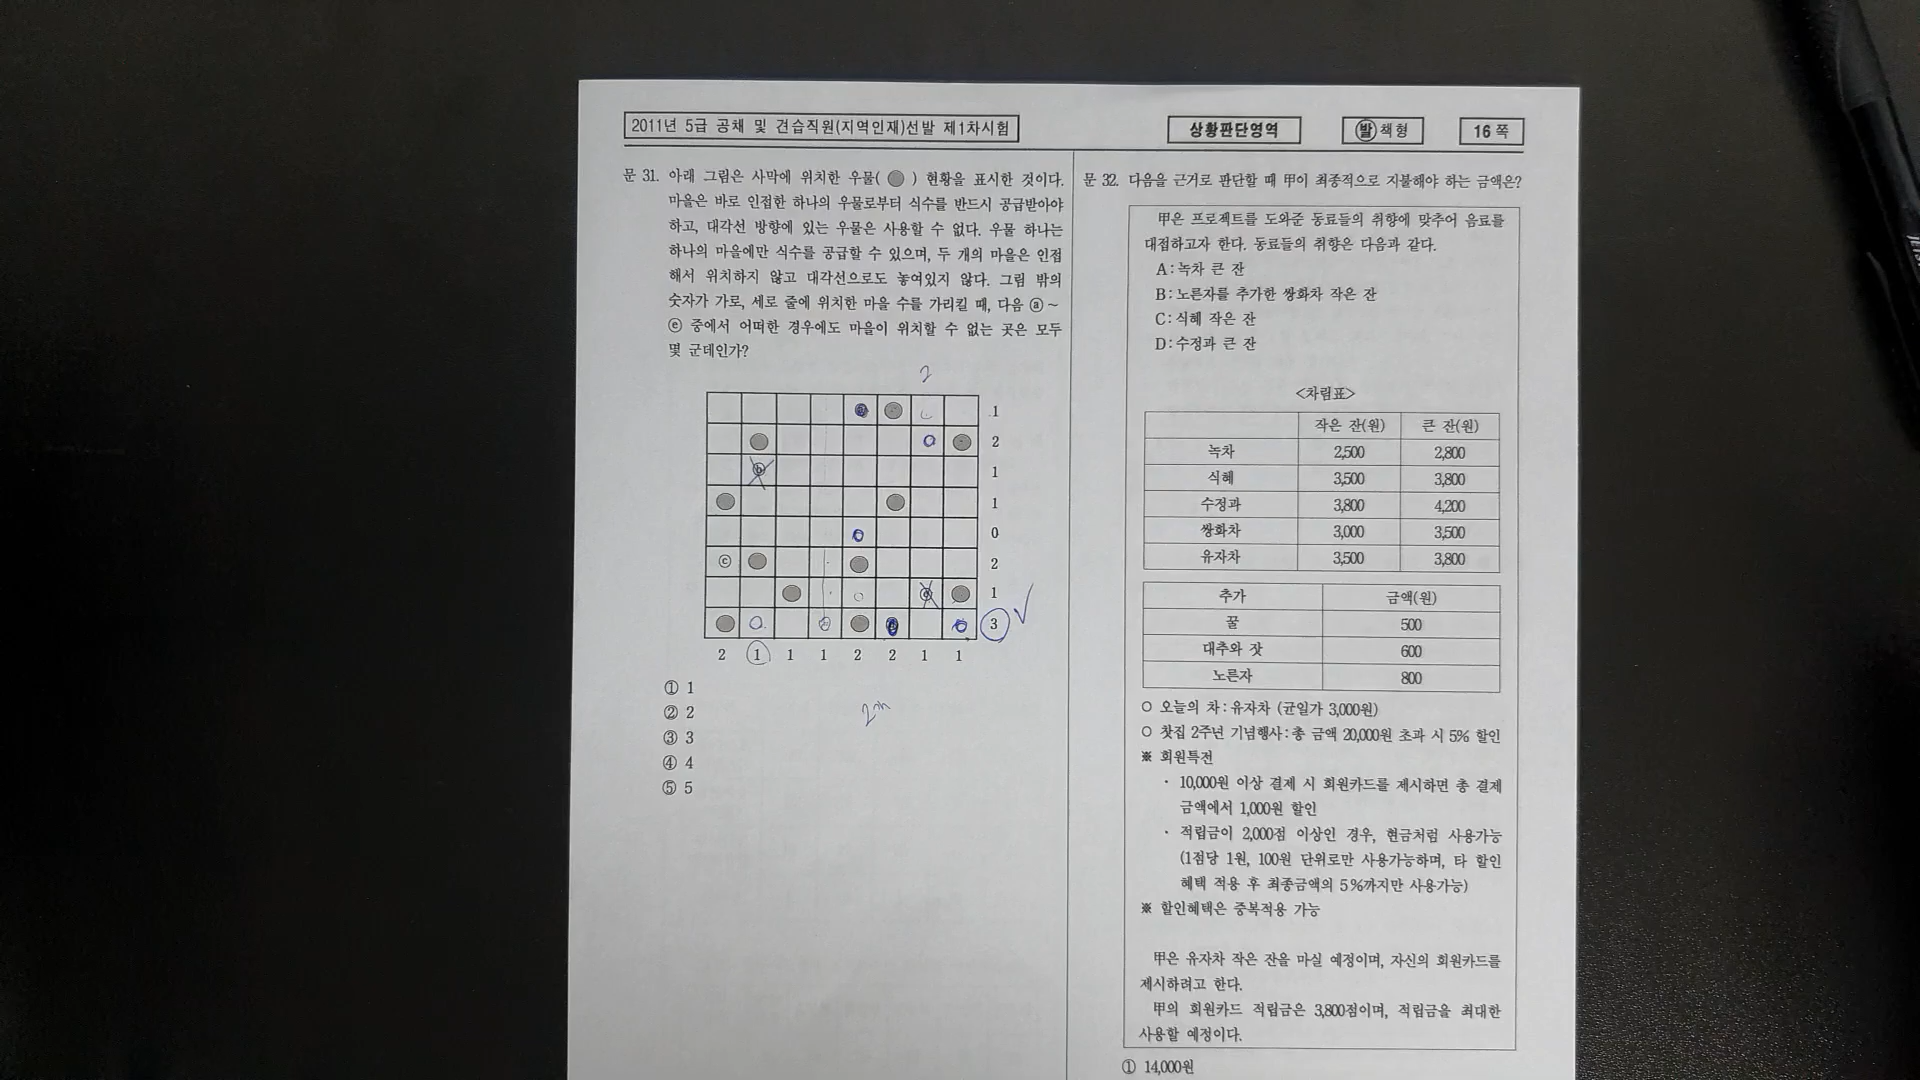 2011년 5급 공채 및 견습직원(지역인재)선발 제1차시험
상황판단영역
발 책형
16 쪽
문 31. 아래 그림은 사막에 위치한 우물( ) 현황을 표시한 것이다.
마을은 바로 인접한 하나의 우물로부터 식수를 반드시 공급받아야
하고, 대각선 방향에 있는 우물은 사용할 수 없다. 우물 하나는
하나의 마을에만 식수를 공급할 수 있으며, 두 개의 마을은 인접
해서 위치하지 않고 대각선으로도 놓여있지 않다. 그림 밖의
숫자가 가로, 세로 줄에 위치한 마을 수를 가리킬 때, 다음 ⓐ ~
ⓔ 중에서 어떠한 경우에도 마을이 위치할 수 없는 곳은 모두
몇 군데인가?
2
1
2
ⓑ
1
1
0
ⓒ
2
1
3
2 1 1 1 2 2 1 1
① 1
② 2
③ 3
④ 4
⑤ 5
문 32. 다음을 근거로 판단할 때 甲이 최종적으로 지불해야 하는 금액은?
甲은 프로젝트를 도와준 동료들의 취향에 맞추어 음료를
대접하고자 한다. 동료들의 취향은 다음과 같다.
A : 녹차 큰 잔
B : 노른자를 추가한 쌍화차 작은 잔
C : 식혜 작은 잔
D : 수정과 큰 잔
<차림표>
작은 잔(원) 큰 잔(원)
녹차 2,500 2,800
식혜 3,500 3,800
수정과 3,800 4,200
쌍화차 3,000 3,500
유자차 3,500 3,800
추가 금액(원)
꿀 500
대추와 잣 600
노른자 800
○ 오늘의 차 : 유자차 (균일가 3,000원)
○ 찻집 2주년 기념행사 : 총 금액 20,000원 초과 시 5% 할인
※ 회원특전
· 10,000원 이상 결제 시 회원카드를 제시하면 총 결제
금액에서 1,000원 할인
· 적립금이 2,000점 이상인 경우, 현금처럼 사용가능
(1점당 1원, 100원 단위로만 사용가능하며, 타 할인
혜택 적용 후 최종금액의 5%까지만 사용가능)
※ 할인혜택은 중복적용 가능
甲은 유자차 작은 잔을 마실 예정이며, 자신의 회원카드를
제시하려고 한다.
甲의 회원카드 적립금은 3,800점이며, 적립금을 최대한
사용할 예정이다.
① 14,000원